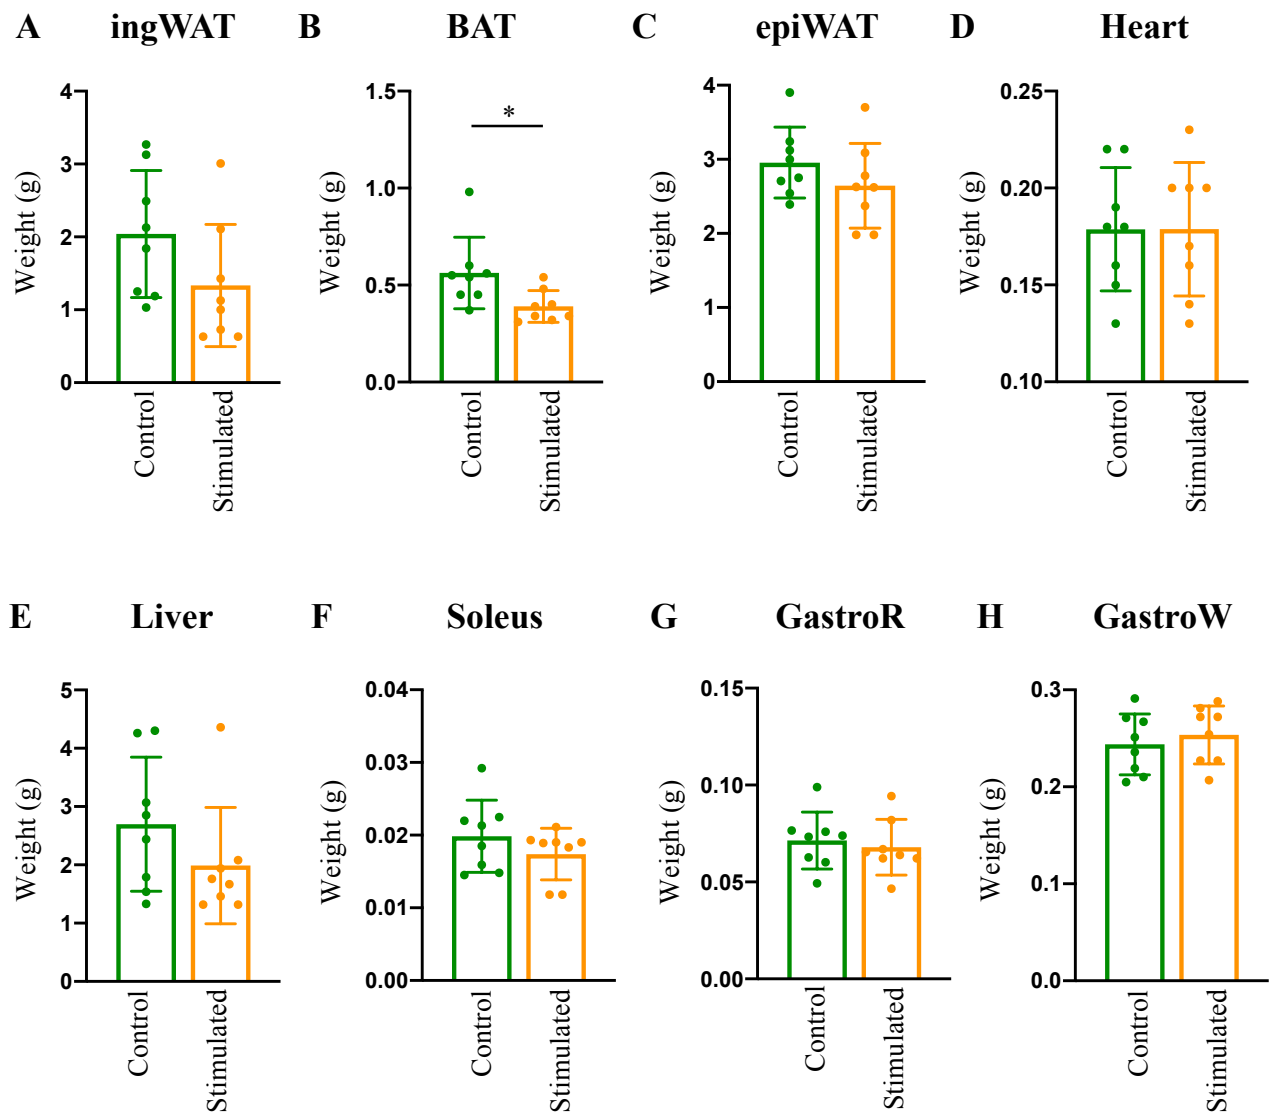 A ingWAT B BAT C epiWAT D Heart
Weight (g)
4
3
2
1
0
Control
Stimulated
Weight (g)
1.5
1.0
0.5
0.0
*
Control
Stimulated
Weight (g)
4
3
2
1
0
Control
Stimulated
Weight (g)
0.25
0.20
0.15
0.10
Control
Stimulated
E Liver F Soleus G GastroR H GastroW
Weight (g)
5
4
3
2
1
0
Control
Stimulated
Weight (g)
0.04
0.03
0.02
0.01
0.00
Control
Stimulated
Weight (g)
0.15
0.10
0.05
0.00
Control
Stimulated
Weight (g)
0.3
0.2
0.1
0.0
Control
Stimulated